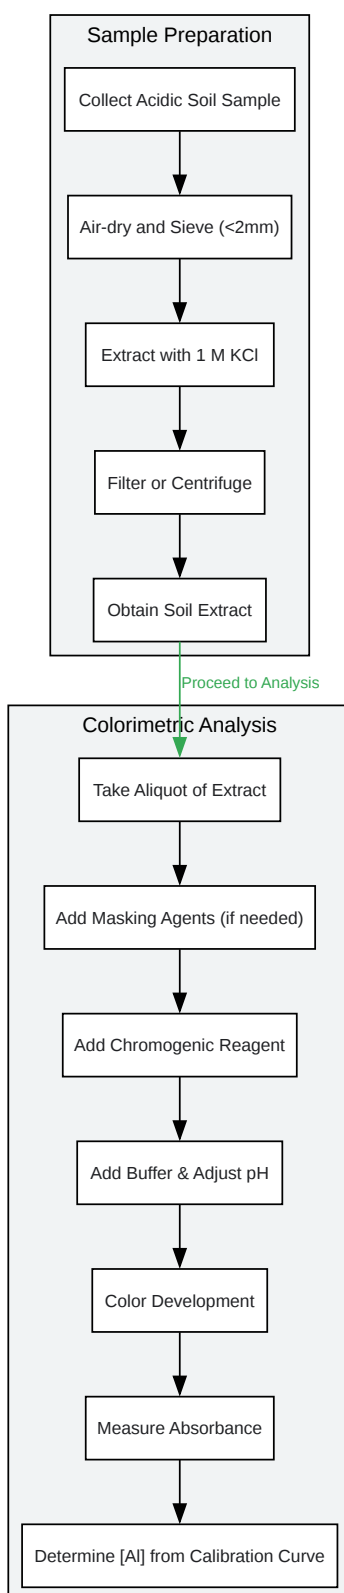 Sample Preparation
Collect Acidic Soil Sample
Air-dry and Sieve (<2mm)
Extract with 1 M KCl
Filter or Centrifuge
Obtain Soil Extract
Proceed to Analysis
Colorimetric Analysis
Take Aliquot of Extract
Add Masking Agents (if needed)
Add Chromogenic Reagent
Add Buffer & Adjust pH
Color Development
Measure Absorbance
Determine [Al] from Calibration Curve